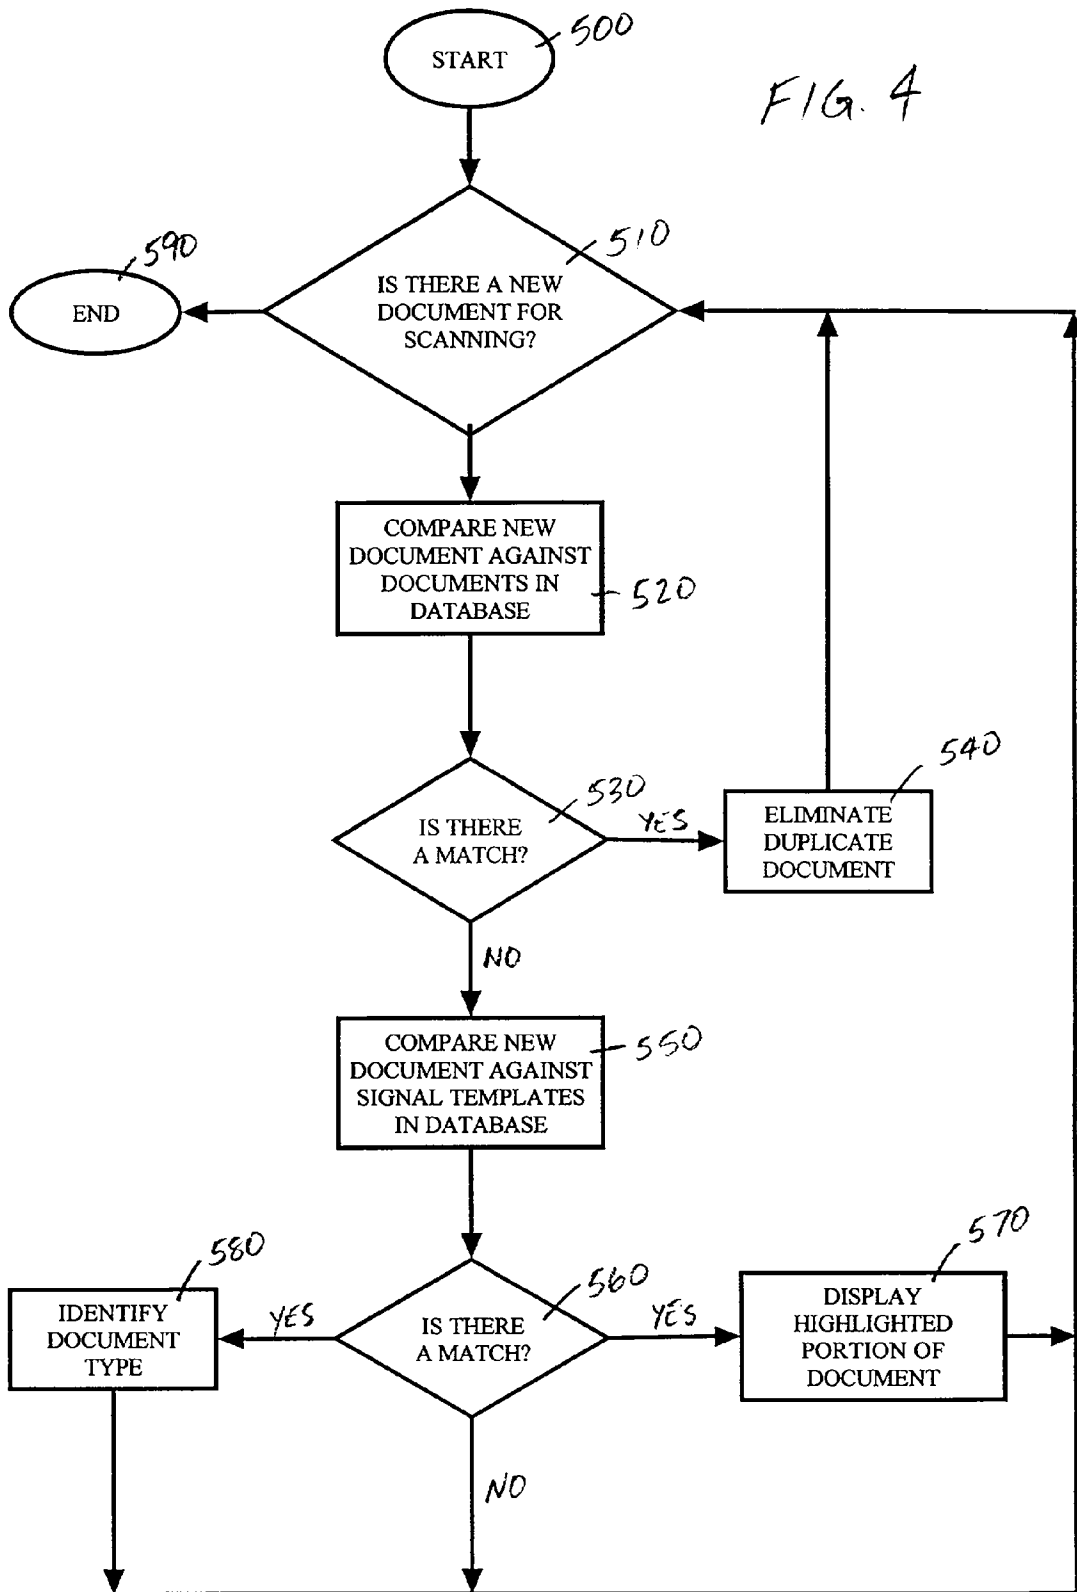 START
500
FIG. 4
510
IS THERE A NEW
DOCUMENT FOR
SCANNING?
590
END
COMPARE NEW
DOCUMENT AGAINST
DOCUMENTS IN
DATABASE
520
530
IS THERE
A MATCH?
YES
540
ELIMINATE
DUPLICATE
DOCUMENT
NO
COMPARE NEW
DOCUMENT AGAINST
SIGNAL TEMPLATES
IN DATABASE
550
580
IDENTIFY
DOCUMENT
TYPE
YES
560
IS THERE
A MATCH?
YES
570
DISPLAY
HIGHLIGHTED
PORTION OF
DOCUMENT
NO